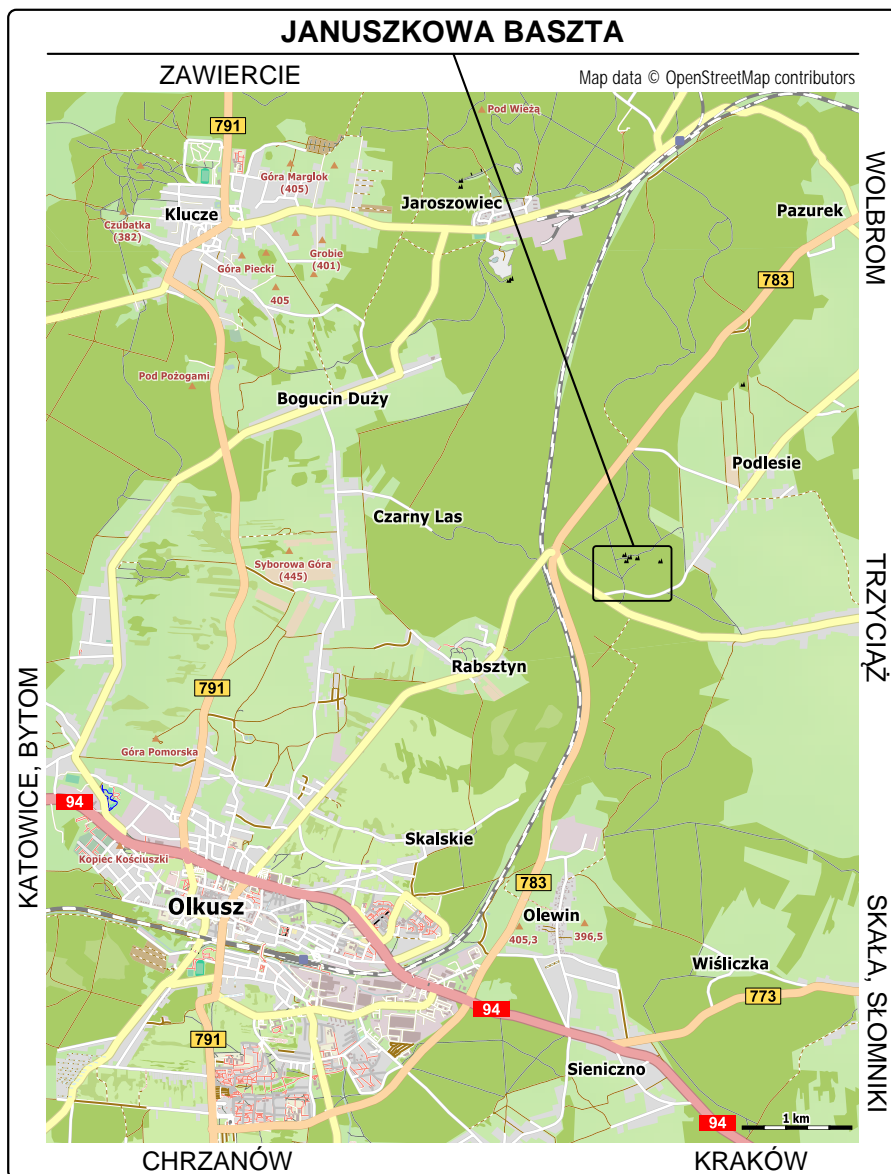 JANUSZKOWA BASZTA
ZAWIERCIE
Map data © OpenStreetMap contributors
Pod Wieżą
791
WOLBROM
Góra Marglok
(405)
Jaroszowiec
Klucze
Pazurek
Czubatka
(382)
Grobie
(401)
Góra Piecki
405
783
Pod Pożogami
Bogucin Duży
Podlesie
Czarny Las
Syborowa Góra
(445)
TRZYCIĄŻ
Rabsztyn
791
KATOWICE, BYTOM
Góra Pomorska
94
Skalskie
Kopiec Kościuszki
783
Olkusz
Olewin
405,3
396,5
SKAŁA, SŁOMNIKI
Wiśliczka
773
94
791
Sieniczno
94
1 km
CHRZANÓW
KRAKÓW